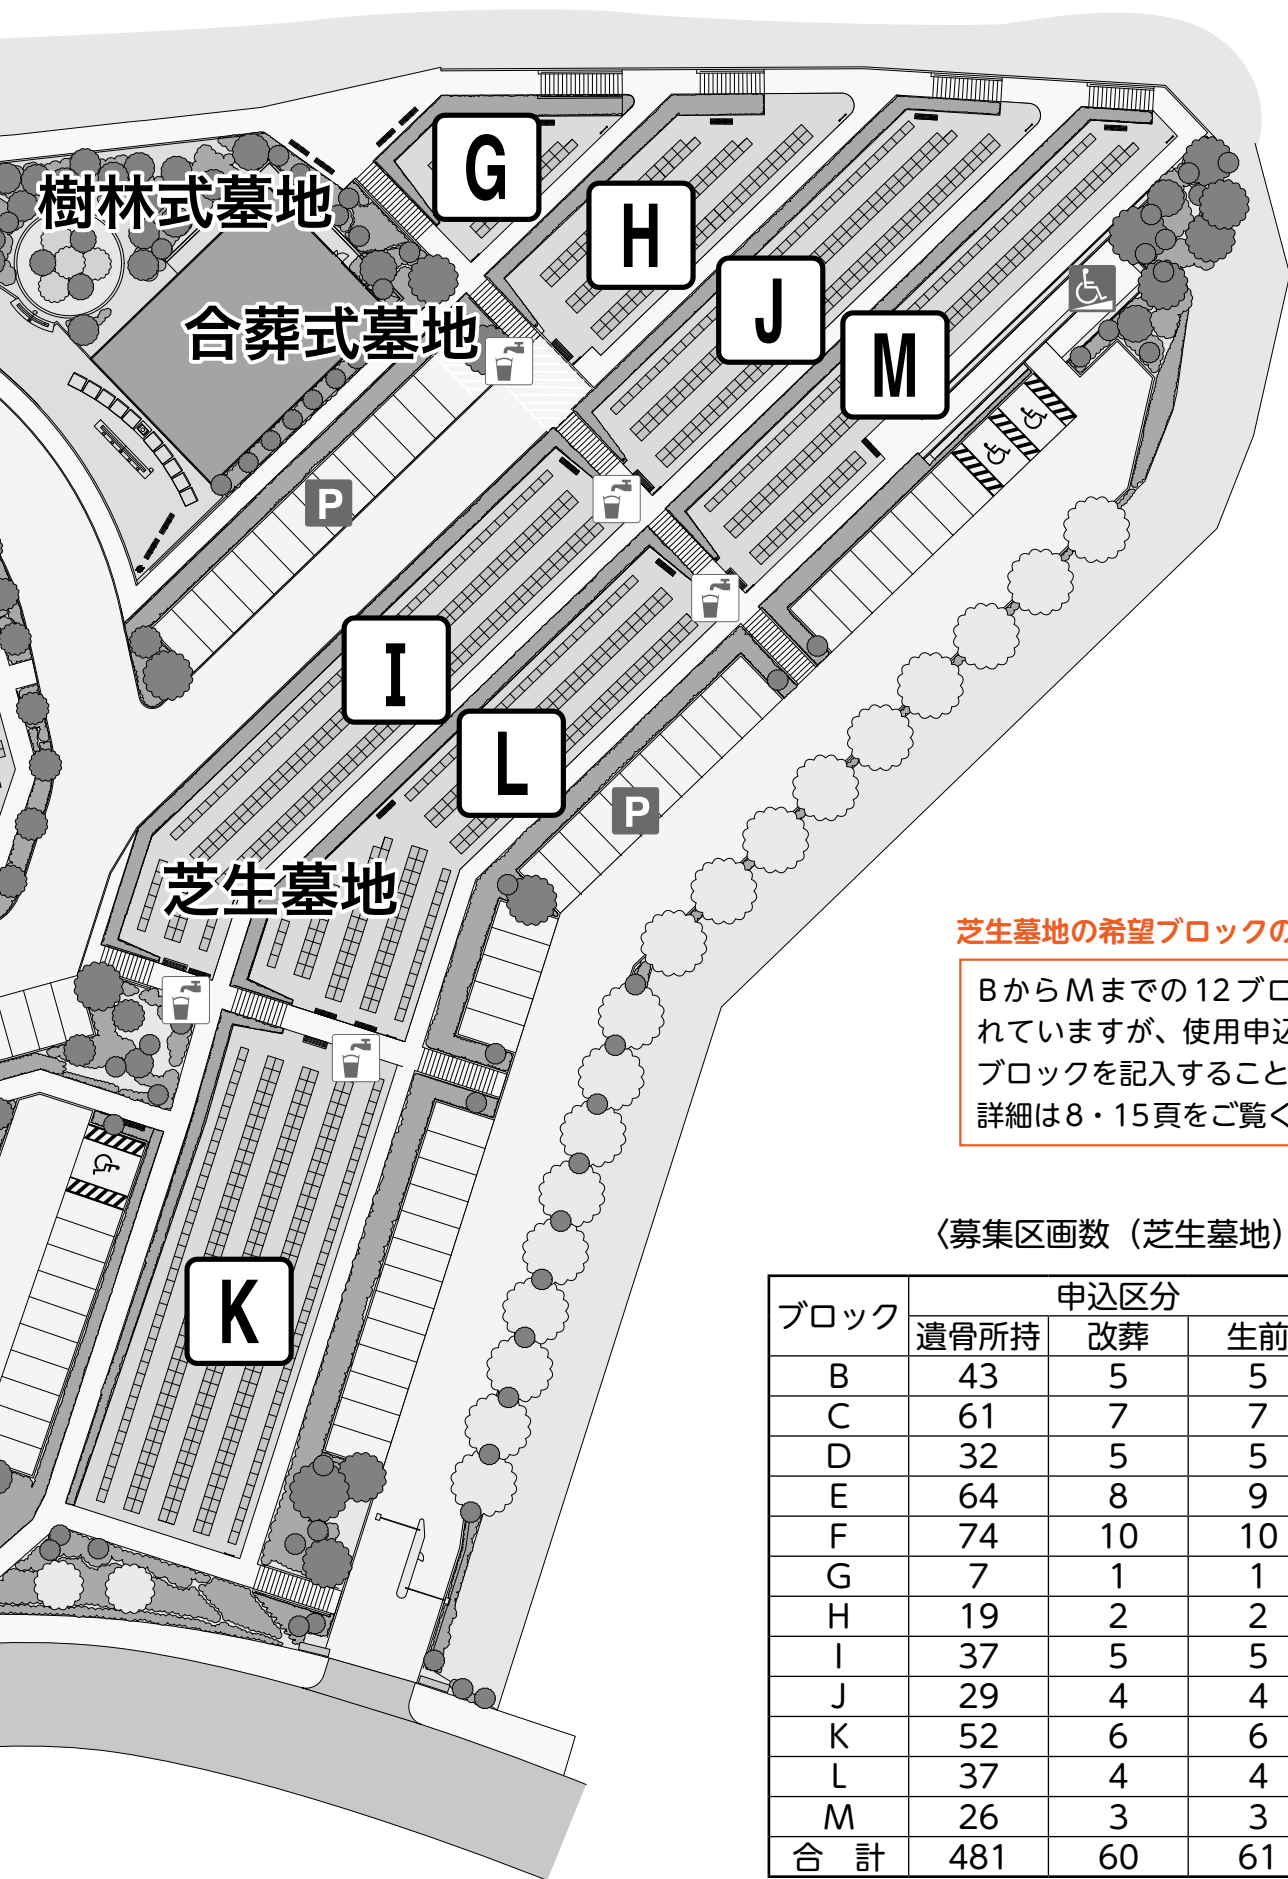 G
樹林式墓地
H
合葬式墓地
J
M
P
I
L
P
芝生墓地
K
芝生墓地の希望ブロックの
BからMまでの12ブロ
れていますが、使用申込
ブロックを記入すること
詳細は8・15頁をご覧く
〈募集区画数（芝生墓地）
ブロック 申込区分
遺骨所持 改葬 生前
B 43 5 5
C 61 7 7
D 32 5 5
E 64 8 9
F 74 10 10
G 7 1 1
H 19 2 2
I 37 5 5
J 29 4 4
K 52 6 6
L 37 4 4
M 26 3 3
合 計 481 60 61